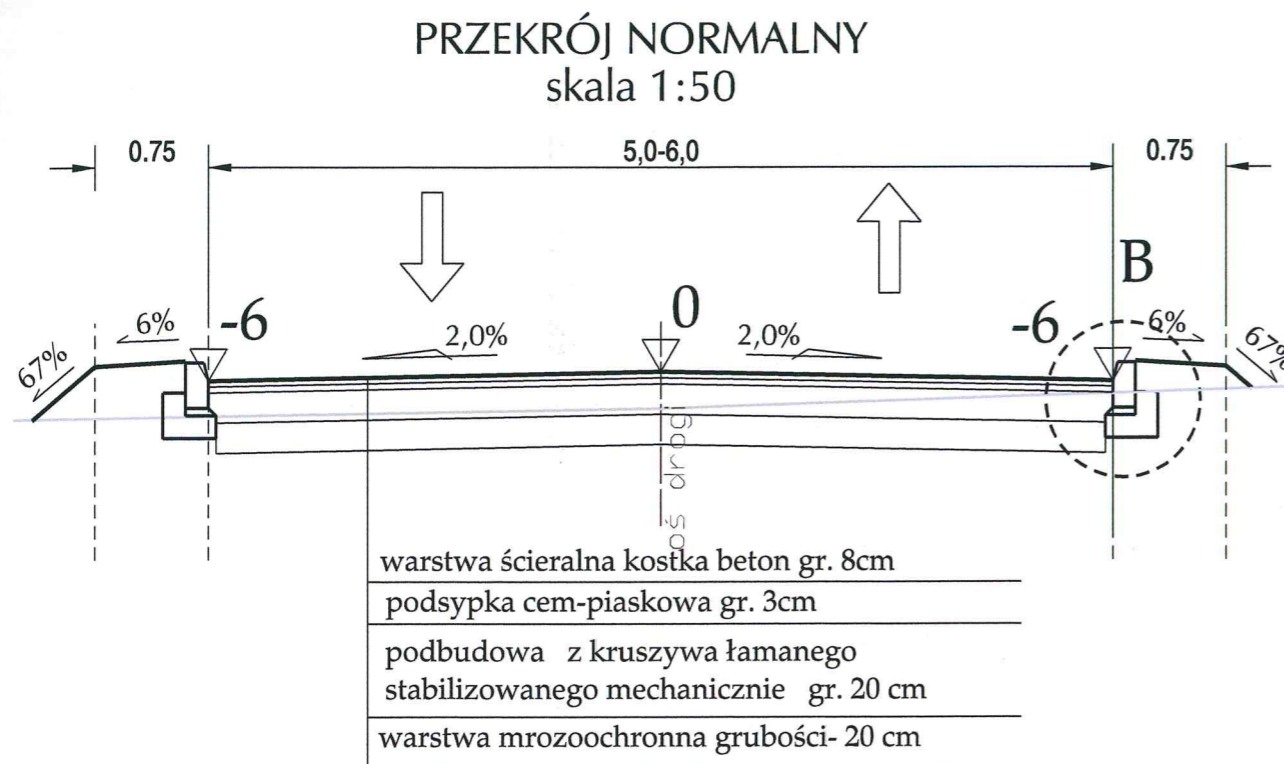 PRZEKRÓJ NORMALNY
skala 1:50
0.75 5,0-6,0 0.75
B
-6 0 -6
67% 6% 2,0% 2,0% 6% 67%
oś drogi
warstwa ścieralna kostka beton gr. 8cm
podsypka cem-piaskowa gr. 3cm
podbudowa z kruszywa łamanego
stabilizowanego mechanicznie gr. 20 cm
warstwa mrozoochronna grubości- 20 cm